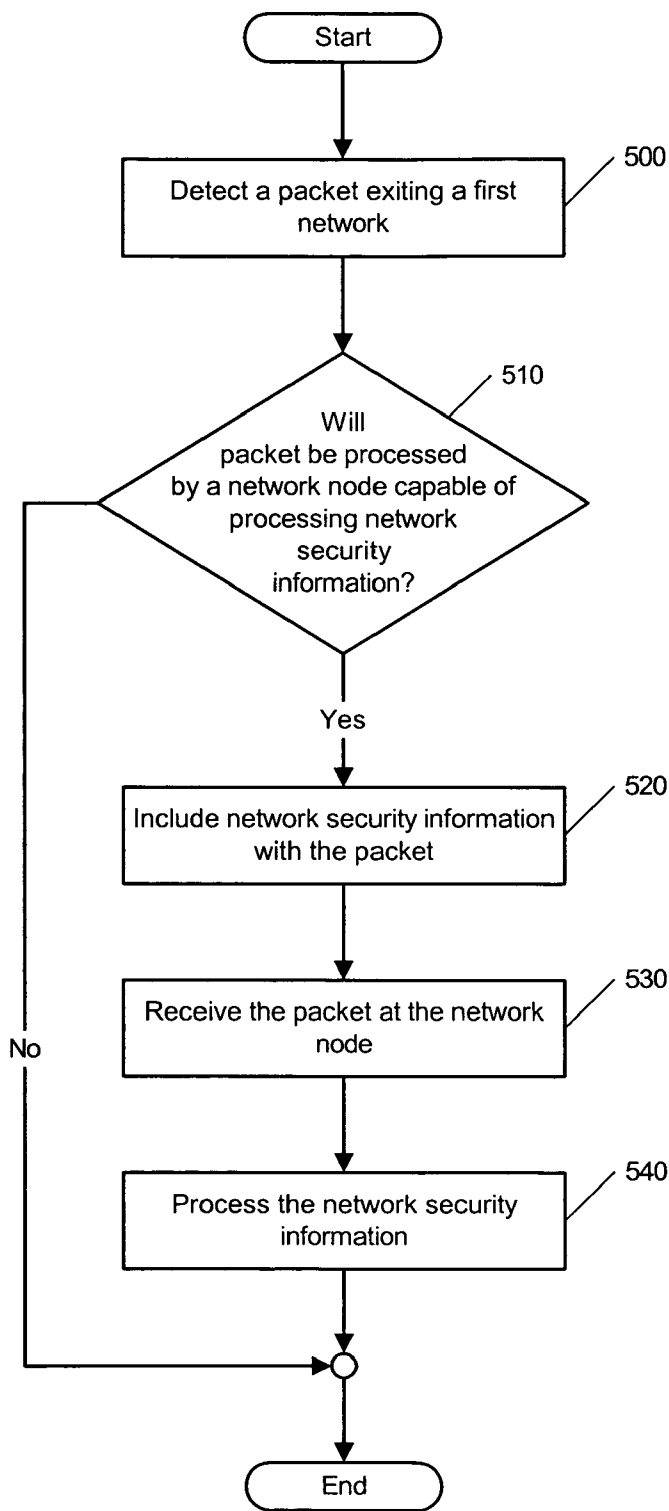 Start
500
Detect a packet exiting a first
network
510
Will
packet be processed
by a network node capable of
processing network
security
information?
Yes
520
Include network security information
with the packet
530
Receive the packet at the network
node
No
540
Process the network security
information
End